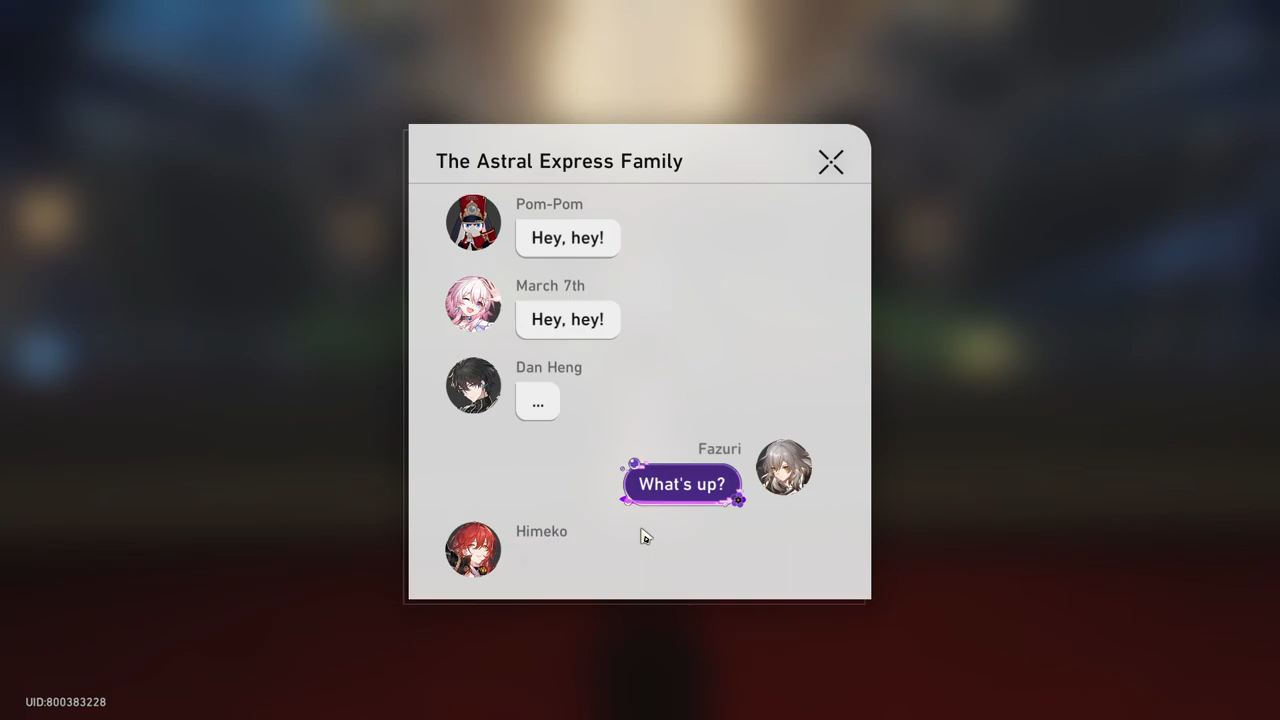 The Astral Express Family
Pom-Pom
Hey, hey!
March 7th
Hey, hey!
Dan Heng
...
Fazuri
What's up?
Himeko
UID:800383228